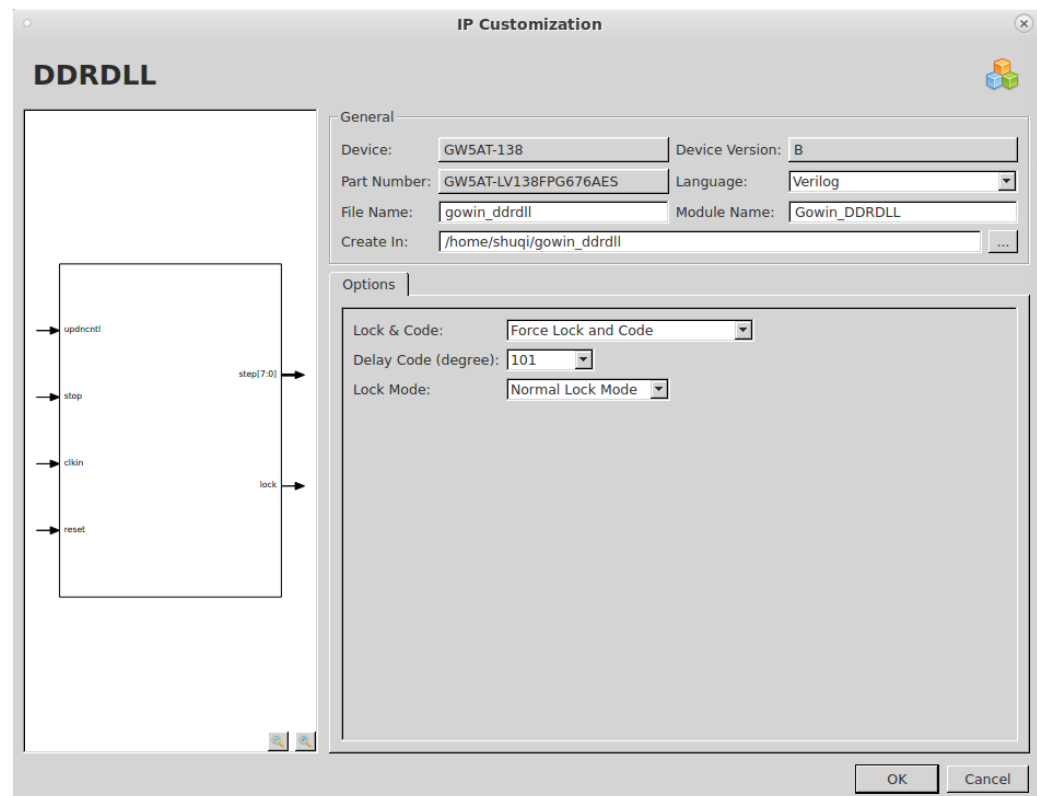 IP Customization
DDRDLL
General
Device: GW5AT-138 Device Version: B
Part Number: GW5AT-LV138FPG676AES Language: Verilog
File Name: gowin_ddrdll Module Name: Gowin_DDRDLL
Create In: /home/shuqi/gowin_ddrdll ...
Options
Lock & Code: Force Lock and Code
Delay Code (degree): 101
Lock Mode: Normal Lock Mode
updncntl
step[7:0]
stop
clkin
lock
reset
OK Cancel